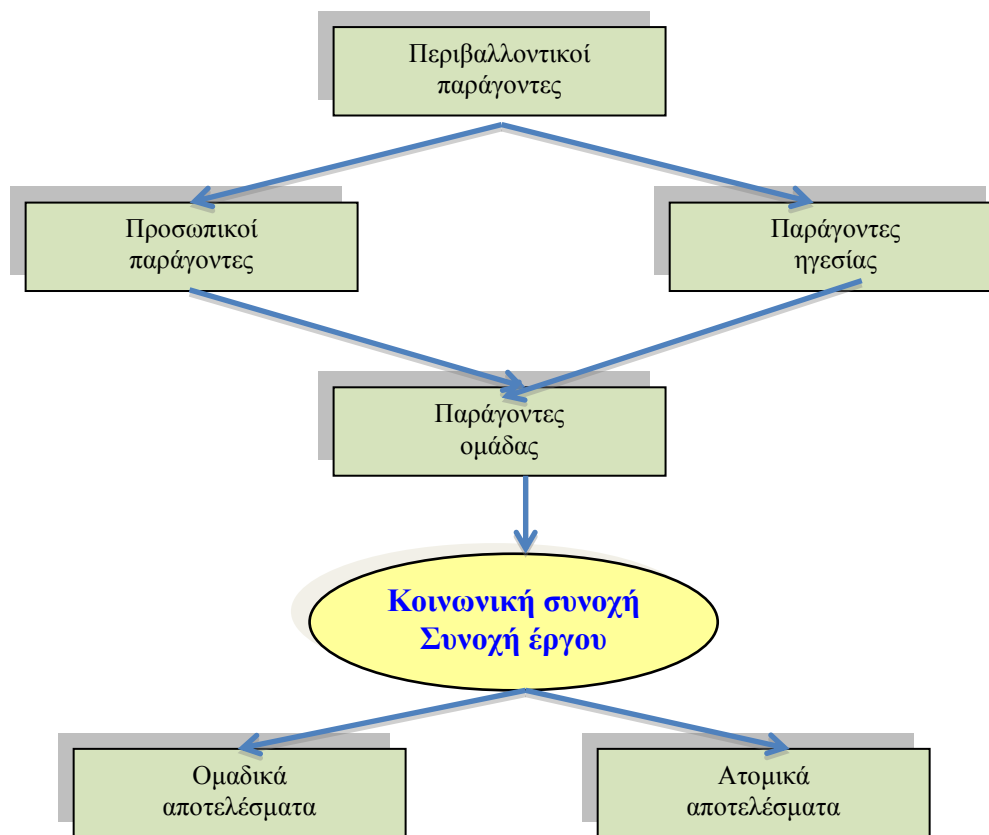 Περιβαλλοντικοί
παράγοντες
Προσωπικοί
παράγοντες
Παράγοντες
ηγεσίας
Παράγοντες
ομάδας
Κοινωνική συνοχή
Συνοχή έργου
Ομαδικά
αποτελέσματα
Ατομικά
αποτελέσματα